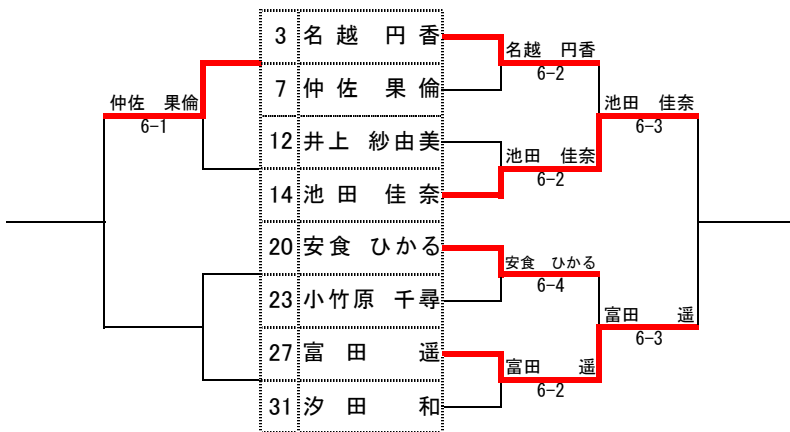 3 名越 円香
7 仲佐 果倫
12 井上 紗由美
14 池田 佳奈
20 安食 ひかる
23 小竹原 千尋
27 富田 遥
31 汐田 和
仲佐 果倫
6-1
名越 円香
6-2
池田 佳奈
6-2
安食 ひかる
6-4
富田 遥
6-2
池田 佳奈
6-3
富田 遥
6-3